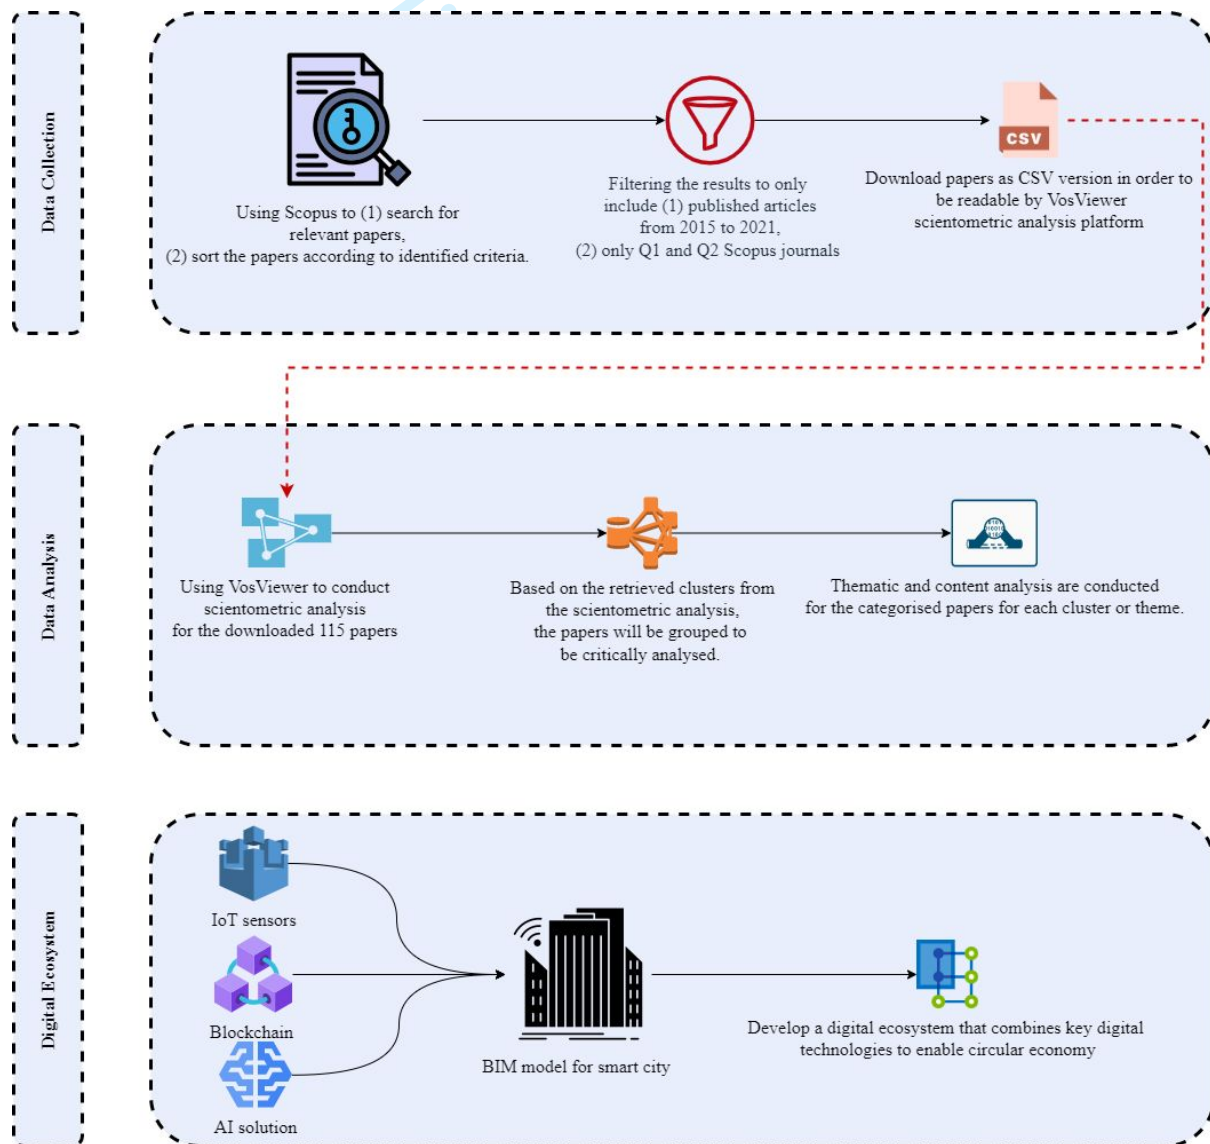 Data Collection
Using Scopus to (1) search for
relevant papers,
(2) sort the papers according to identified criteria.
Filtering the results to only
include (1) published articles
from 2015 to 2021,
(2) only Q1 and Q2 Scopus journals
CSV
Download papers as CSV version in order to
be readable by VosViewer
scientometric analysis platform
Data Analysis
Using VosViewer to conduct
scientometric analysis
for the downloaded 115 papers
Based on the retrieved clusters from
the scientometric analysis,
the papers will be grouped to
be critically analysed.
Thematic and content analysis are conducted
for the categorised papers for each cluster or theme.
Digital Ecosystem
IoT sensors
Blockchain
AI solution
BIM model for smart city
Develop a digital ecosystem that combines key digital
technologies to enable circular economy